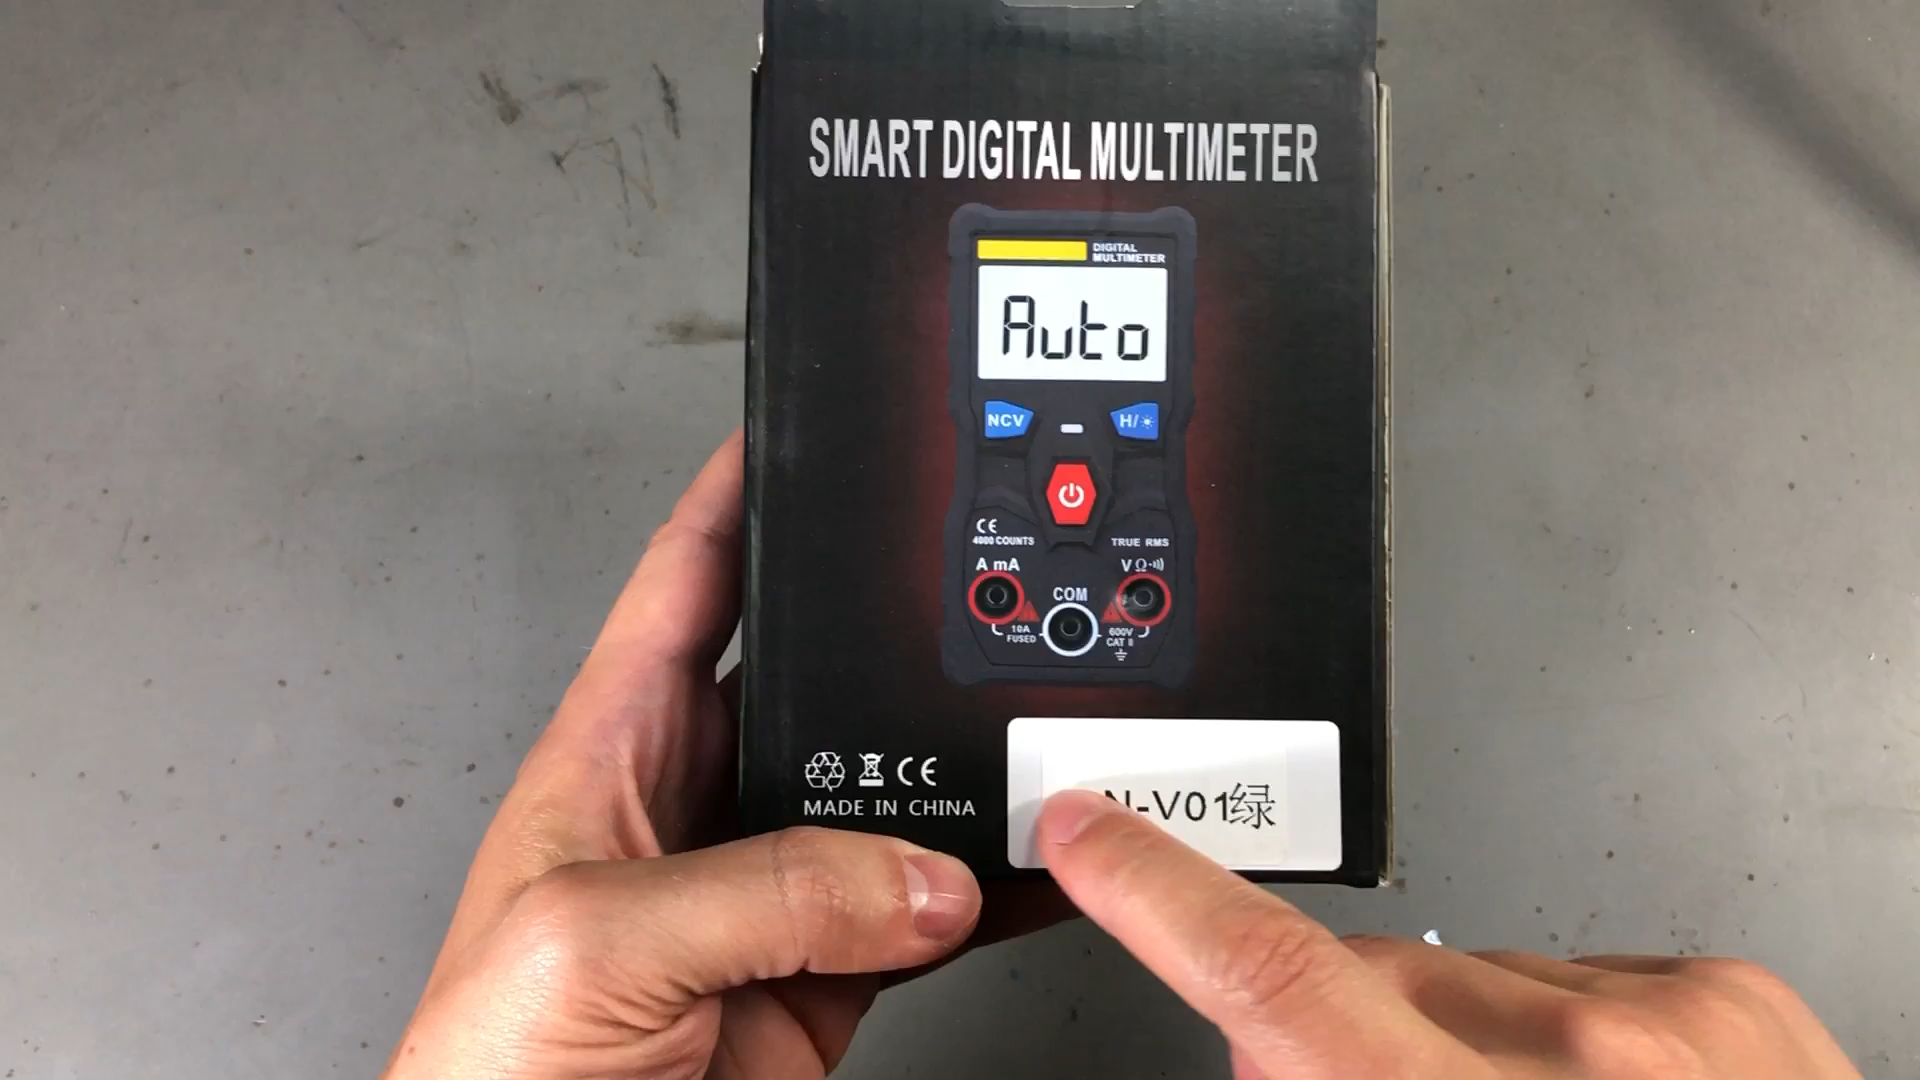 SMART DIGITAL MULTIMETER
DIGITAL
MULTIMETER
Auto
NCV
H/
CE
4000 COUNTS
TRUE RMS
A mA
VΩ
COM
10A
FUSED
600V
CAT II
CE
MADE IN CHINA
N-V01绿